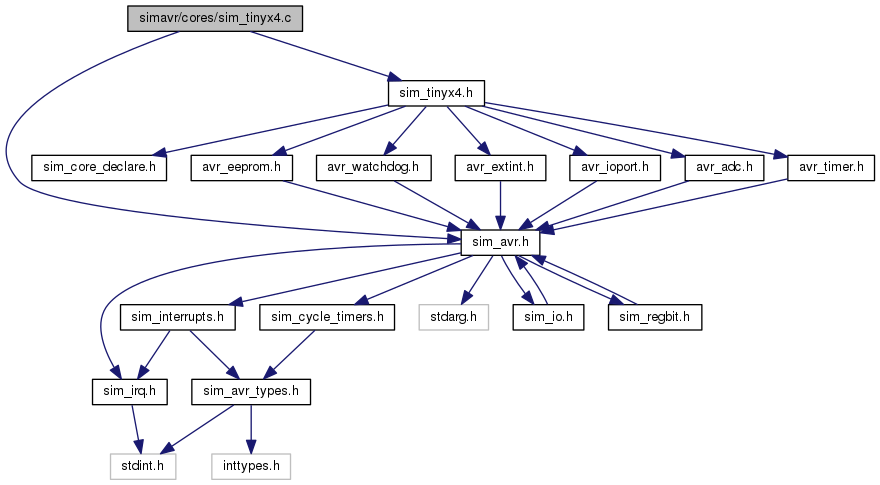 simavr/cores/sim_tinyx4.c
sim_tinyx4.h
sim_core_declare.h
avr_eeprom.h
avr_watchdog.h
avr_extint.h
avr_ioport.h
avr_adc.h
avr_timer.h
sim_avr.h
sim_interrupts.h
sim_cycle_timers.h
stdarg.h
sim_io.h
sim_regbit.h
sim_irq.h
sim_avr_types.h
stdint.h
inttypes.h